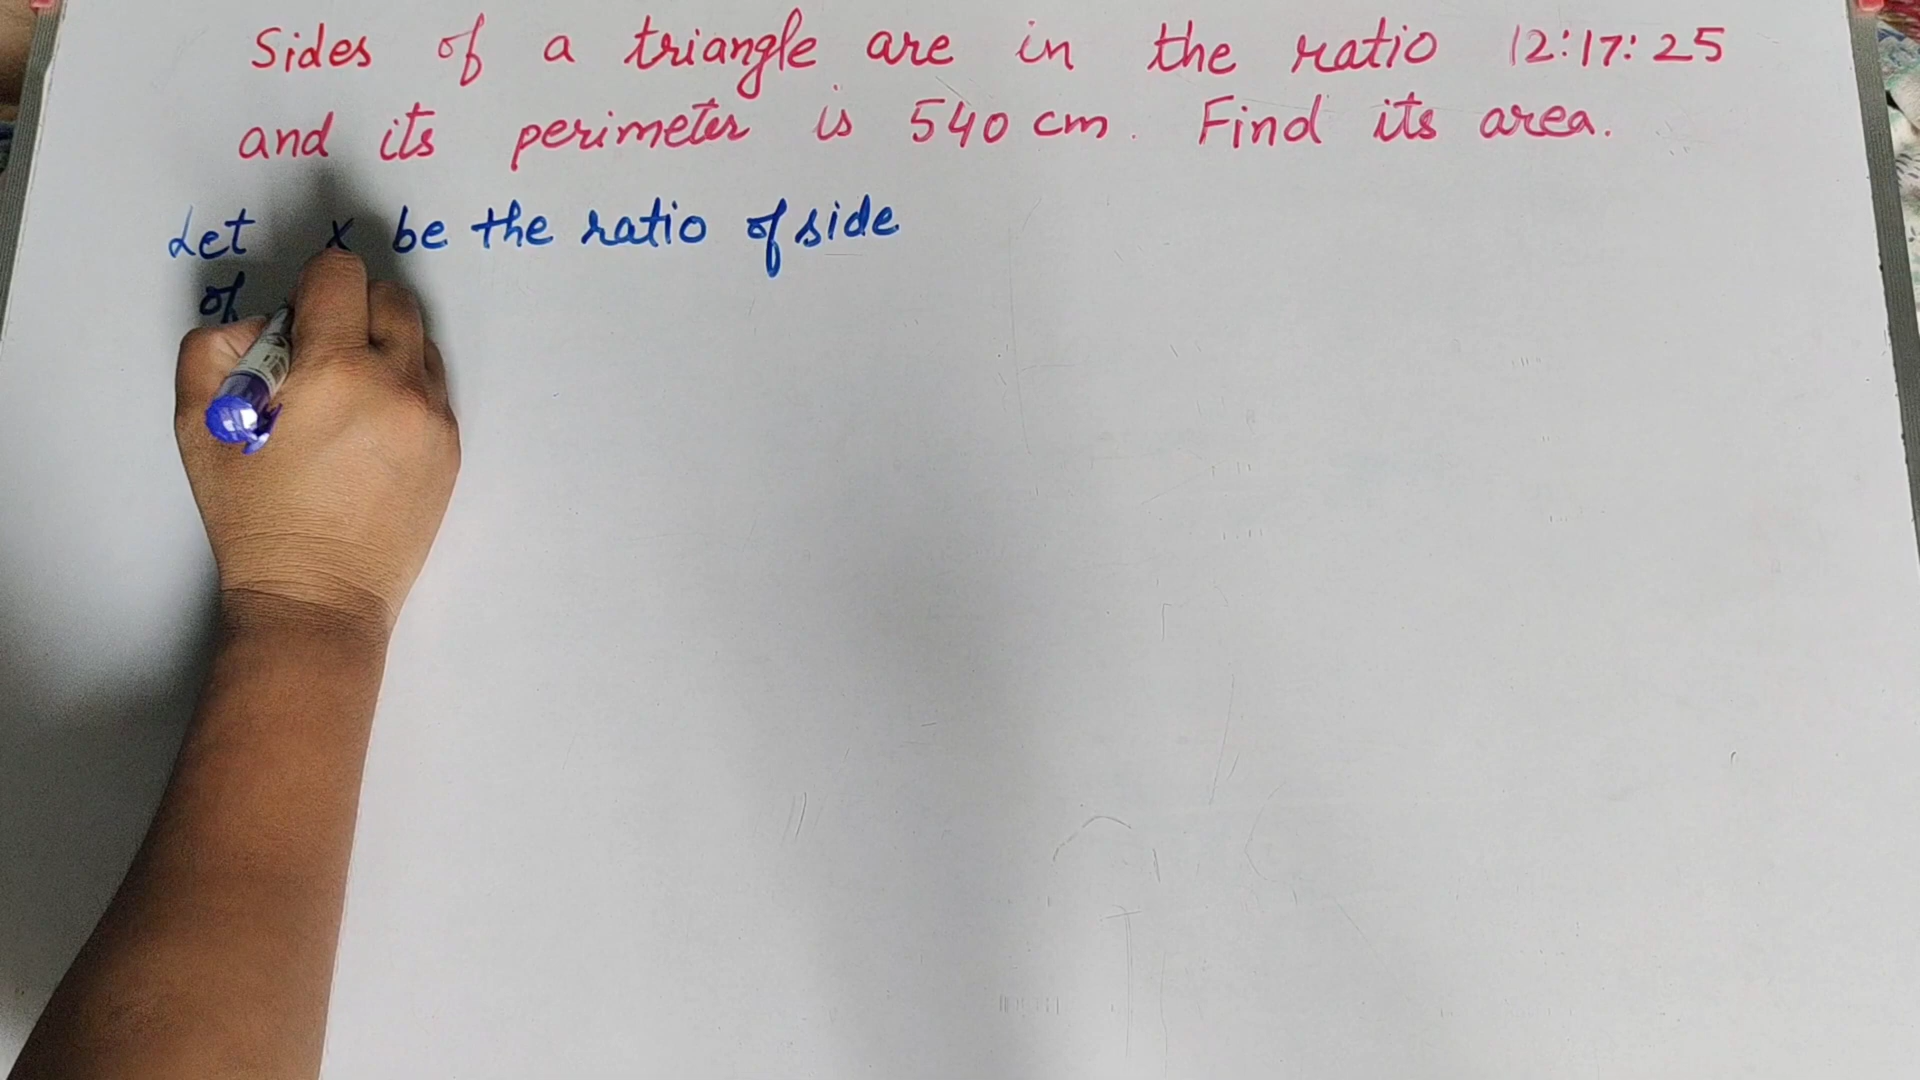 Sides of a triangle are in the ratio 12:17:25
and its perimeter is 540 cm. Find its area.
Let x be the ratio of side
of